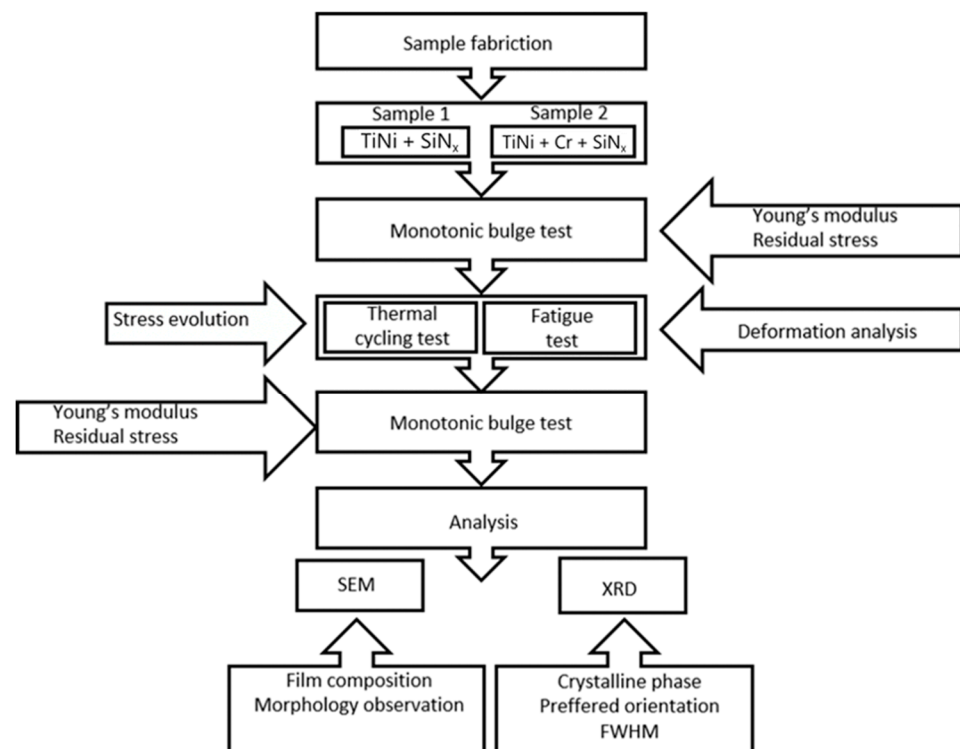 Sample fabriction
Sample 1
Sample 2
TiNi + SiNₓ
TiNi + Cr + SiNₓ
Monotonic bulge test
Young's modulus
Residual stress
Stress evolution
Thermal
cycling test
Fatigue
test
Deformation analysis
Young's modulus
Residual stress
Monotonic bulge test
Analysis
SEM
XRD
Film composition
Morphology observation
Crystalline phase
Preffered orientation
FWHM